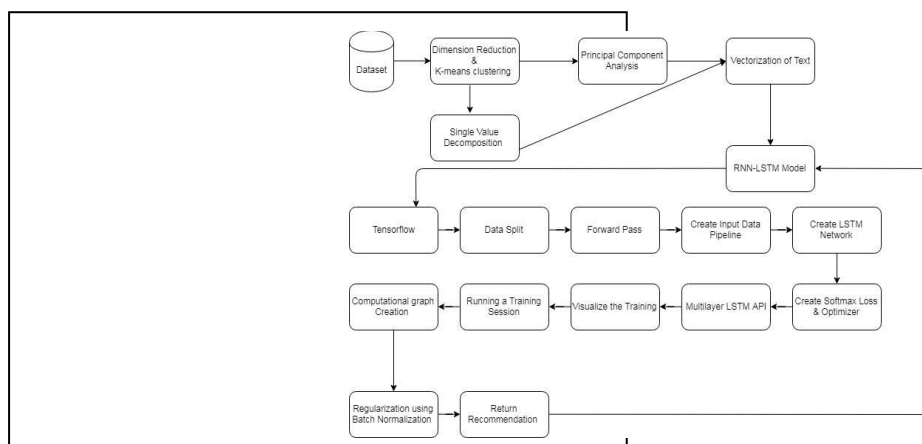 Dataset
Dimension Reduction
&
K-means clustering
Principal Component
Analysis
Vectorization of Text
Single Value
Decomposition
RNN-LSTM Model
Tensorflow
Data Split
Forward Pass
Create Input Data
Pipeline
Create LSTM
Network
Computational graph
Creation
Running a Training
Session
Visualize the Training
Multilayer LSTM API
Create Softmax Loss
& Optimizer
Regularization using
Batch Normalization
Return
Recommendation